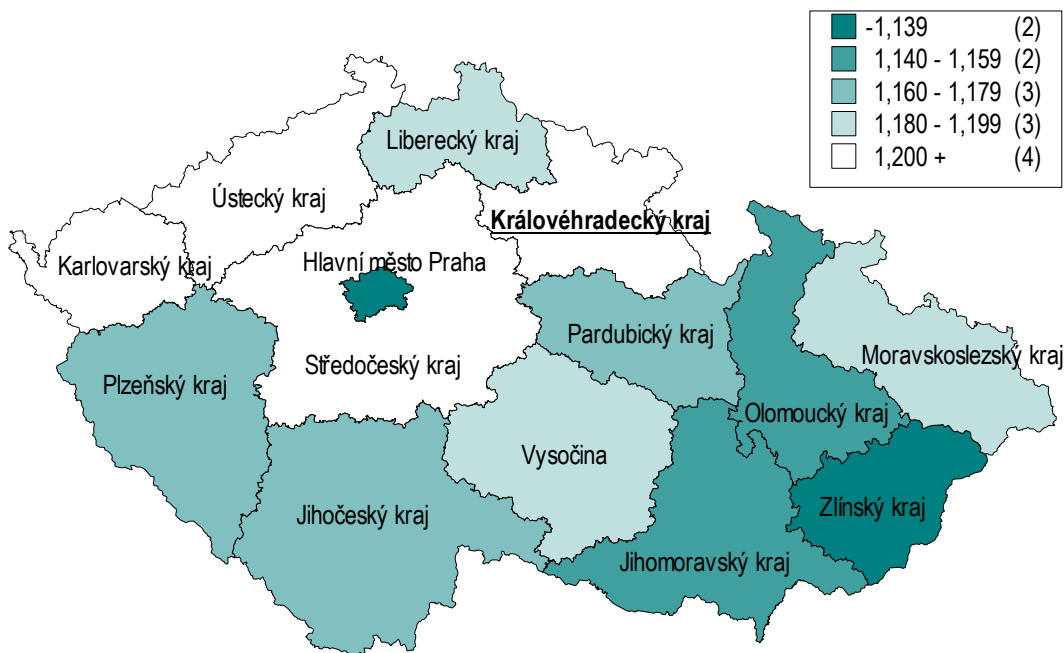 -1,139 (2)
1,140 - 1,159 (2)
1,160 - 1,179 (3)
1,180 - 1,199 (3)
1,200 + (4)
Liberecký kraj
Ústecký kraj
Královéhradecký kraj
Karlovarský kraj
Hlavní město Praha
Pardubický kraj
Moravskoslezský kraj
Středočeský kraj
Plzeňský kraj
Olomoucký kraj
Vysočina
Zlínský kraj
Jihočeský kraj
Jihomoravský kraj